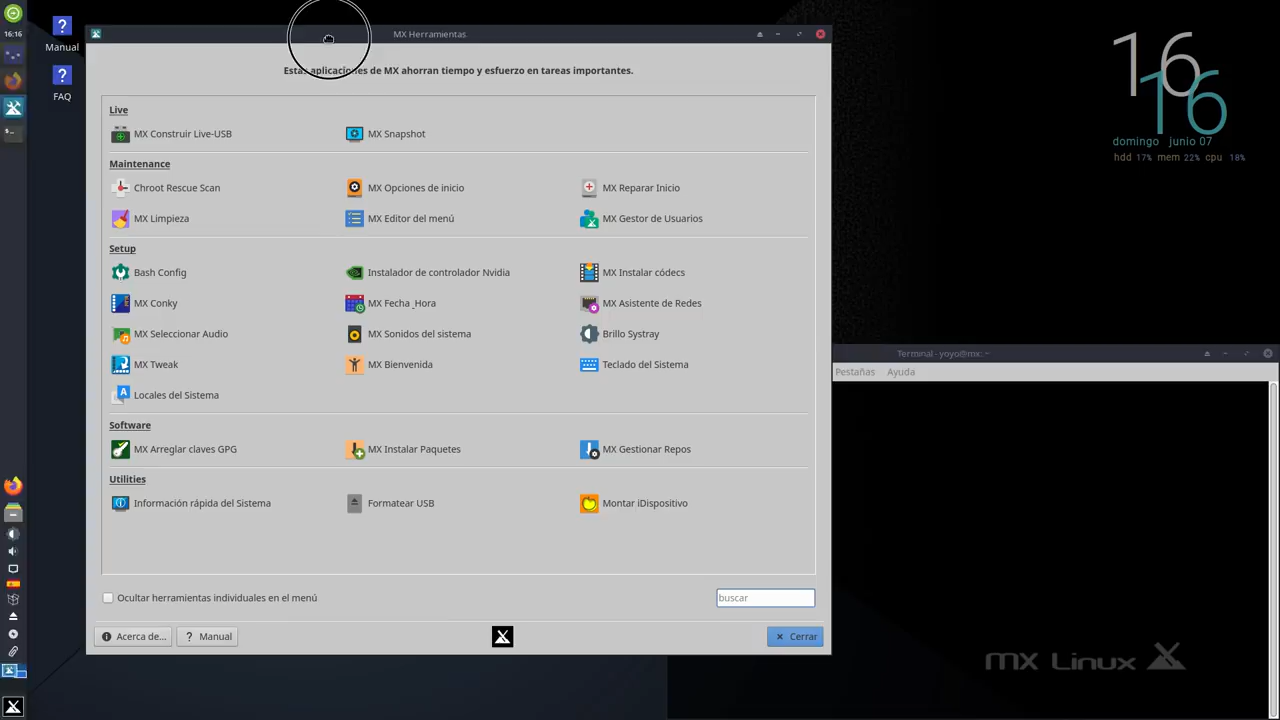 16:16
Manual
FAQ
MX Herramientas
Estas aplicaciones de MX ahorran tiempo y esfuerzo en tareas importantes.
Live
MX Construir Live-USB
MX Snapshot
Maintenance
Chroot Rescue Scan
MX Opciones de inicio
MX Reparar Inicio
MX Limpieza
MX Editor del menú
MX Gestor de Usuarios
Setup
Bash Config
Instalador de controlador Nvidia
MX Instalar códecs
MX Conky
MX Fecha_Hora
MX Asistente de Redes
MX Seleccionar Audio
MX Sonidos del sistema
Brillo Systray
MX Tweak
MX Bienvenida
Teclado del Sistema
Locales del Sistema
Software
MX Arreglar claves GPG
MX Instalar Paquetes
MX Gestionar Repos
Utilities
Información rápida del Sistema
Formatear USB
Montar iDispositivo
Ocultar herramientas individuales en el menú
buscar
Acerca de...
Manual
Cerrar
16
16
domingo junio 07
hdd 17% mem 22% cpu 18%
Terminal - yoyo@mx: ~
Pestañas Ayuda
MX Linux